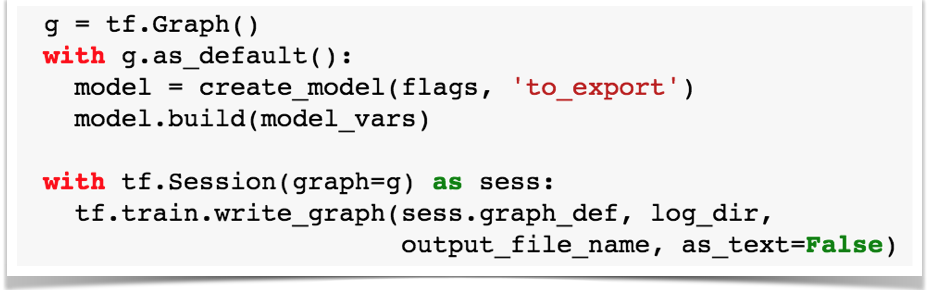 g = tf.Graph()
with g.as_default():
  model = create_model(flags, 'to_export')
  model.build(model_vars)

with tf.Session(graph=g) as sess:
  tf.train.write_graph(sess.graph_def, log_dir,
                       output_file_name, as_text=False)